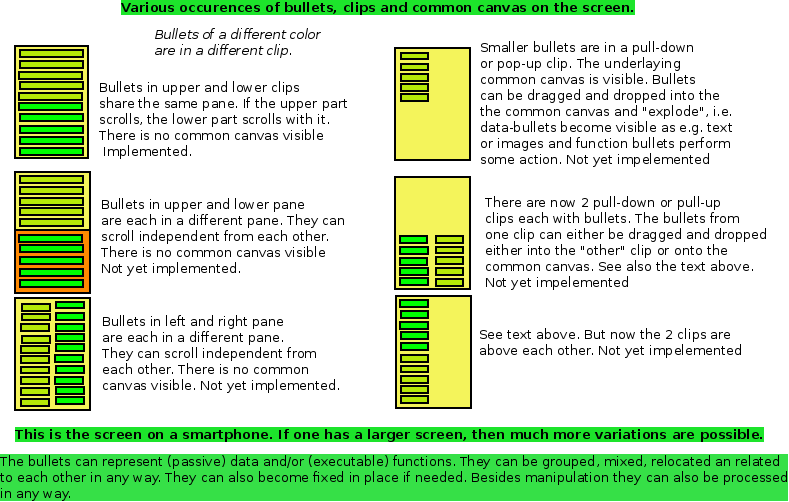 Various occurences of bullets, clips and common canvas on the screen.
Bullets of a different color
are in a different clip.
Bullets in upper and lower clips
share the same pane. If the upper part
scrolls, the lower part scrolls with it.
There is no common canvas visible
Implemented.
Smaller bullets are in a pull-down
or pop-up clip. The underlaying
common canvas is visible. Bullets
can be dragged and dropped into the
the common canvas and "explode", i.e.
data-bullets become visible as e.g. text
or images and function bullets perform
some action. Not yet impelemented
Bullets in upper and lower pane
are each in a different pane. They can
scroll independent from each other.
There is no common canvas visible
Not yet implemented.
There are now 2 pull-down or pull-up
clips each with bullets. The bullets from
one clip can either be dragged and dropped
either into the "other" clip or onto the
common canvas. See also the text above.
Not yet impelemented
Bullets in left and right pane
are each in a different pane.
They can scroll independent from
each other. There is no common
canvas visible. Not yet implemented.
See text above. But now the 2 clips are
above each other. Not yet impelemented
This is the screen on a smartphone. If one has a larger screen, then much more variations are possible.
The bullets can represent (passive) data and/or (executable) functions. They can be grouped, mixed, relocated an related
to each other in any way. They can also become fixed in place if needed. Besides manipulation they can also be processed
in any way.